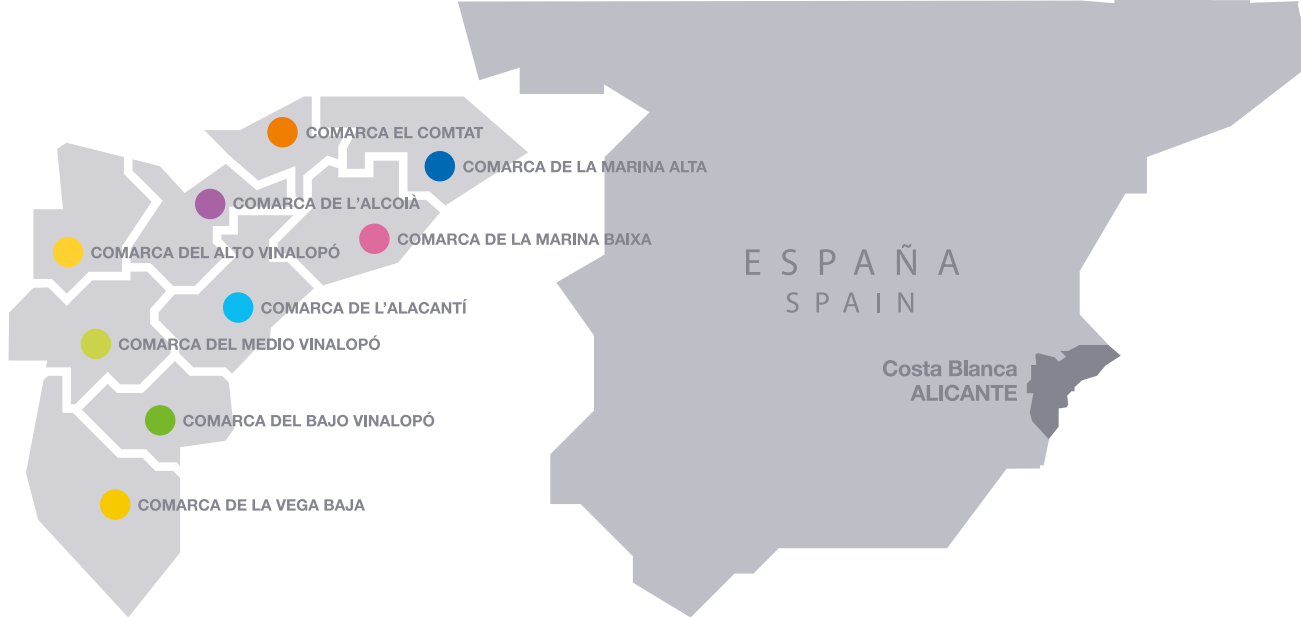 COMARCA EL COMTAT
COMARCA DE LA MARINA ALTA
COMARCA DE L'ALCOIÀ
COMARCA DE LA MARINA BAIXA
COMARCA DEL ALTO VINALOPÓ
COMARCA DE L'ALACANTÍ
COMARCA DEL MEDIO VINALOPÓ
COMARCA DEL BAJO VINALOPÓ
COMARCA DE LA VEGA BAJA
ESPAÑA
SPAIN
Costa Blanca
ALICANTE